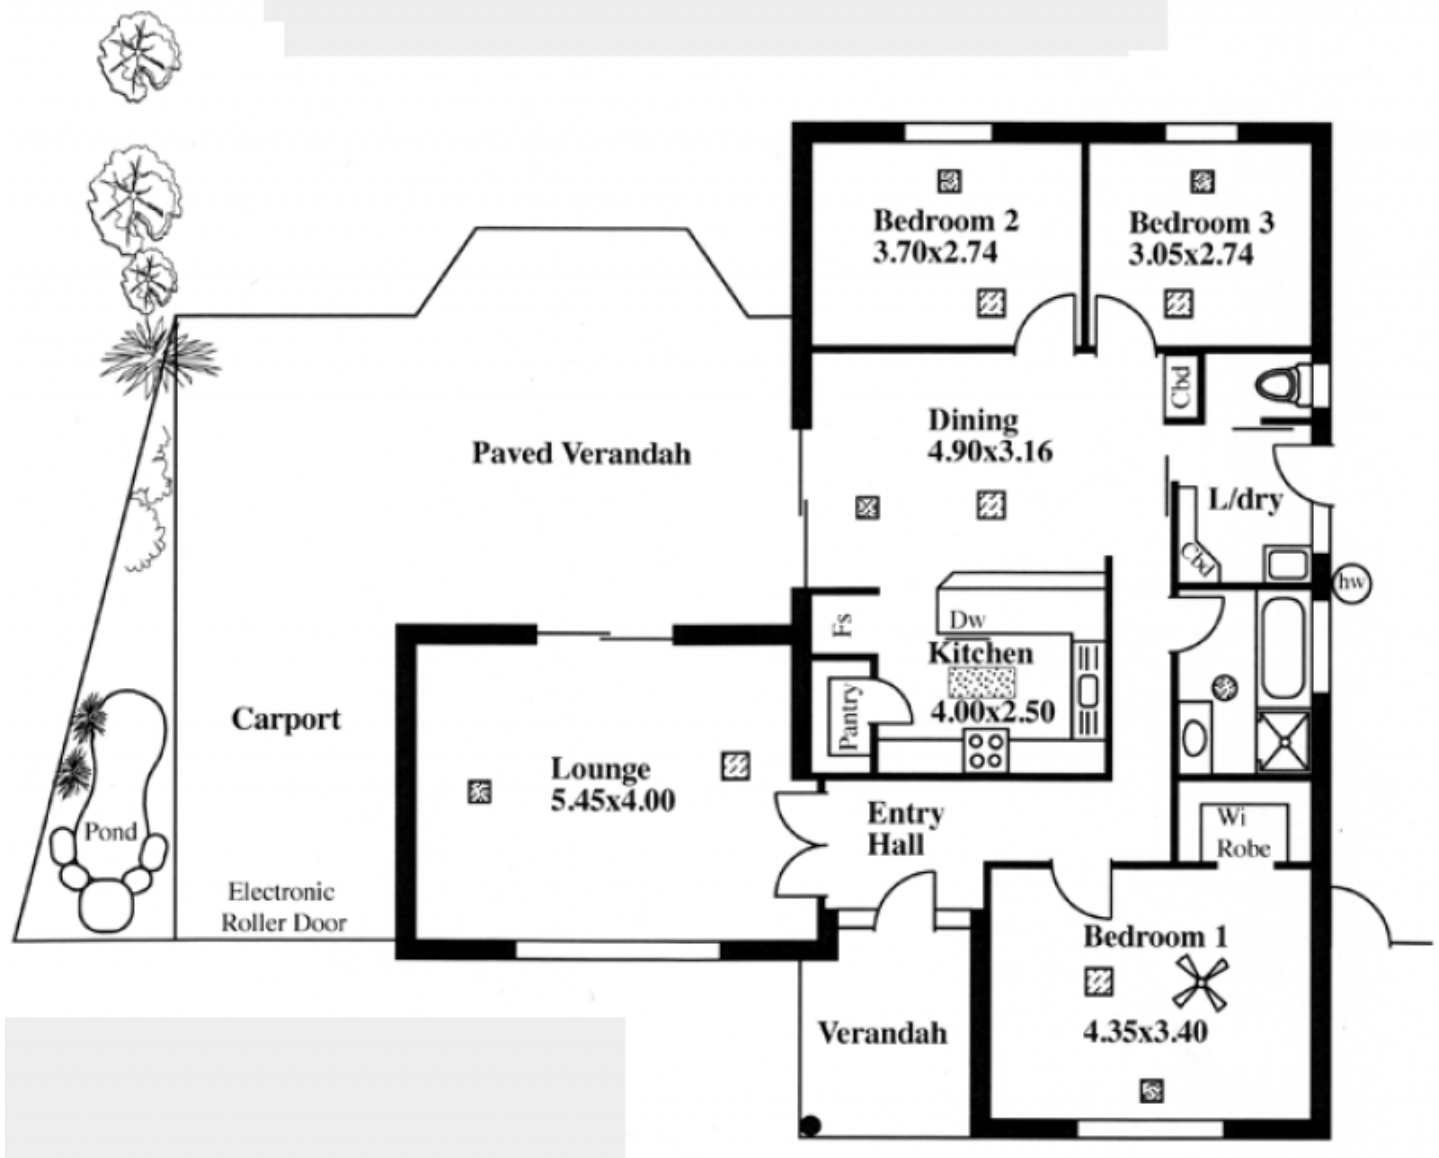 Bedroom 2
3.70x2.74
Bedroom 3
3.05x2.74
Cbd
Dining
4.90x3.16
Paved Verandah
L/dry
Cbd
hw
Fs
Dw
Kitchen
4.00x2.50
Pantry
Carport
Lounge
5.45x4.00
Entry
Hall
Wi
Robe
Pond
Electronic
Roller Door
Bedroom 1
4.35x3.40
Verandah